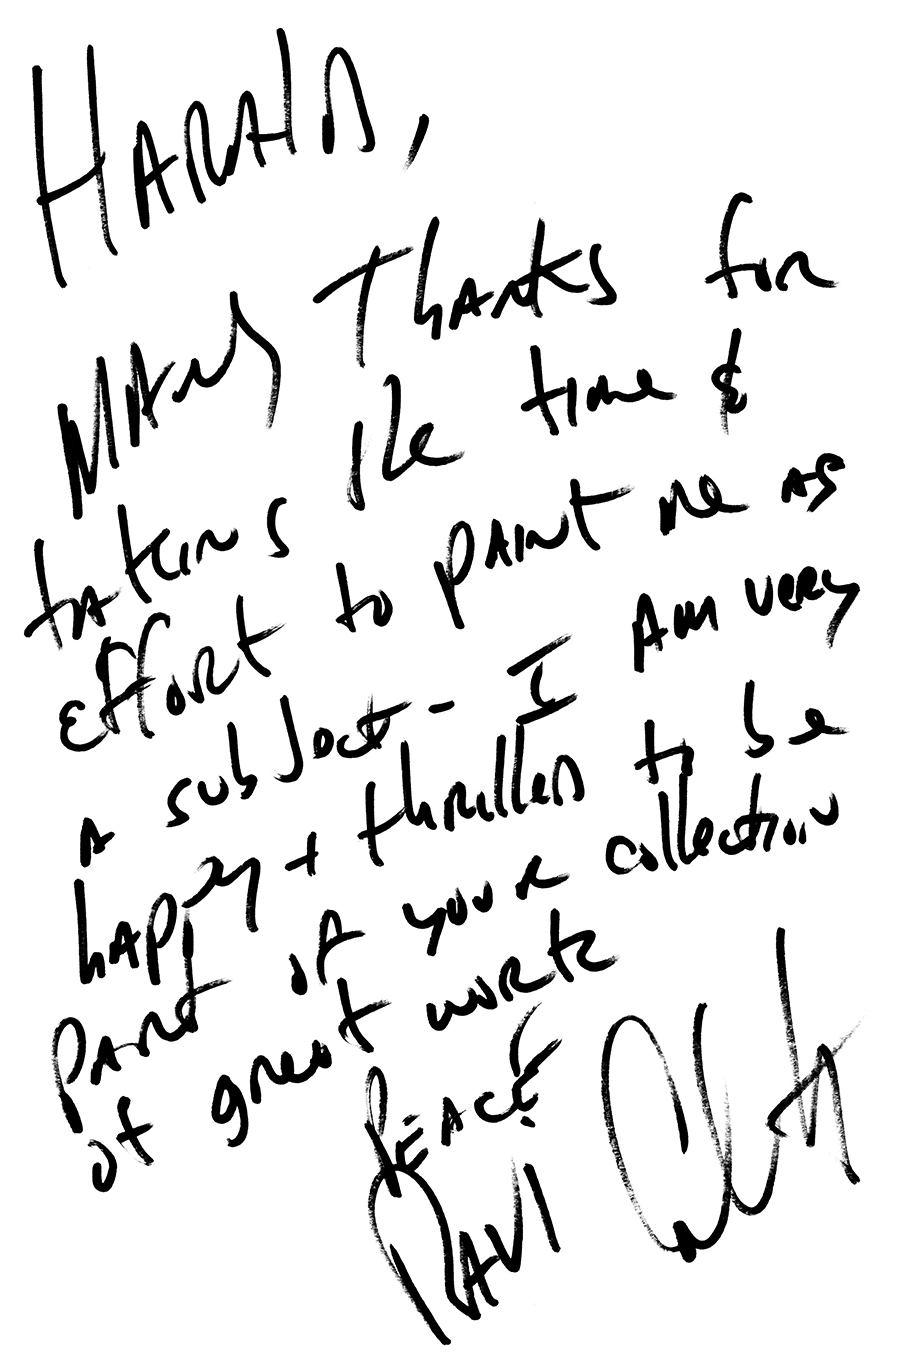 HARALD,
MANY Thanks for
taking the time &
effort to paint me as
A subject - I Am very
happy + thrilled to be
part of your collection
of great work
PEACE
RAVI